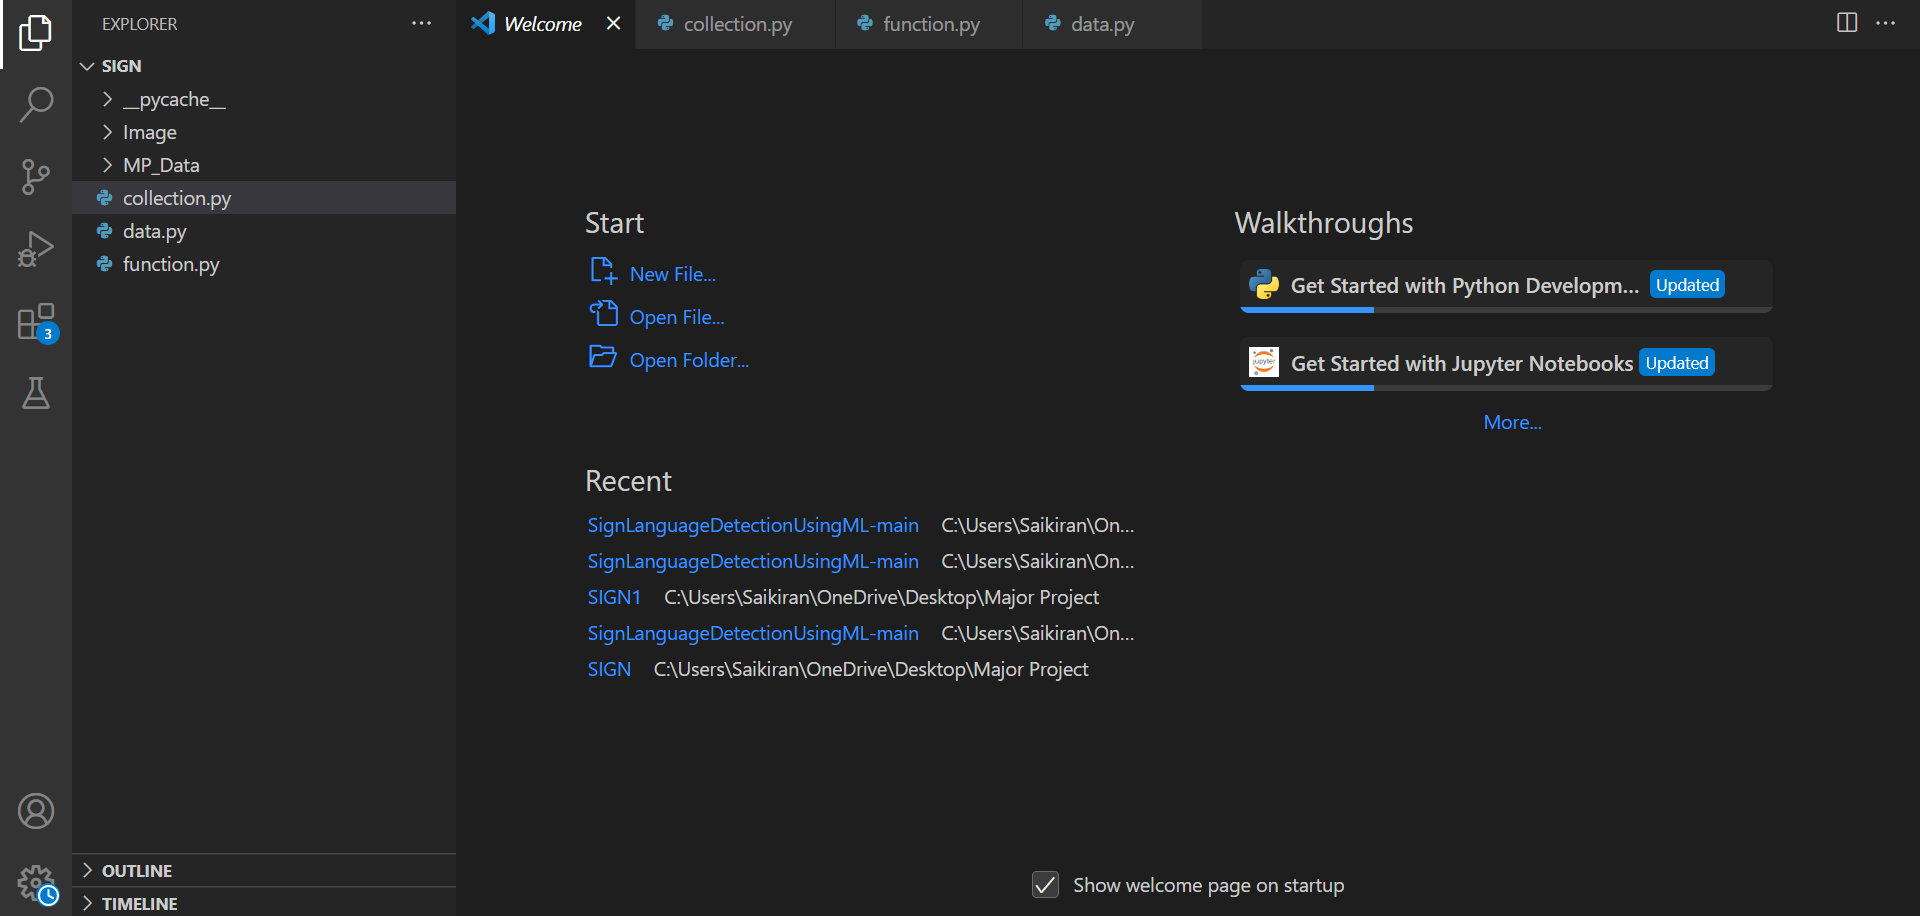 EXPLORER
SIGN
__pycache__
Image
MP_Data
collection.py
data.py
function.py
3
OUTLINE
TIMELINE
Welcome collection.py function.py data.py
Start
New File...
Open File...
Open Folder...
Recent
SignLanguageDetectionUsingML-main C:\Users\Saikiran\On...
SignLanguageDetectionUsingML-main C:\Users\Saikiran\On...
SIGN1 C:\Users\Saikiran\OneDrive\Desktop\Major Project
SignLanguageDetectionUsingML-main C:\Users\Saikiran\On...
SIGN C:\Users\Saikiran\OneDrive\Desktop\Major Project
Walkthroughs
Get Started with Python Developm... Updated
jupyter
Get Started with Jupyter Notebooks Updated
More...
Show welcome page on startup